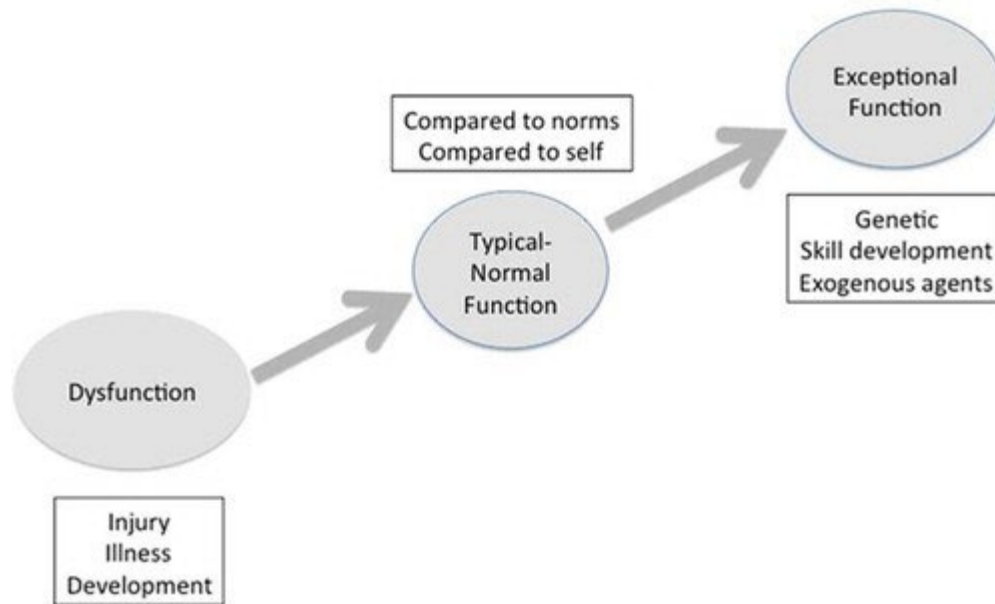 Exceptional
Function
Compared to norms
Compared to self
Genetic
Skill development
Exogenous agents
Typical-
Normal
Function
Dysfunction
Injury
Illness
Development